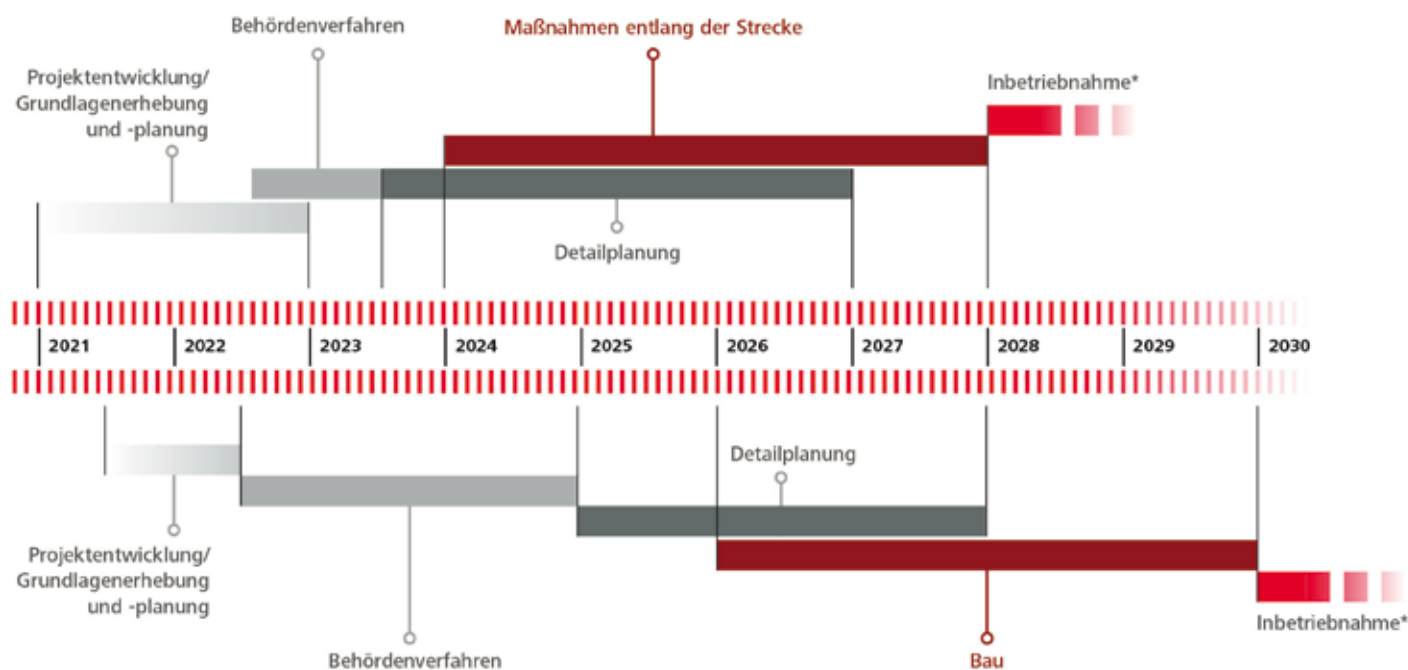 Behördenverfahren
Maßnahmen entlang der Strecke
Projektentwicklung/
Grundlagenerhebung
und -planung
Inbetriebnahme*
Detailplanung
2021 2022 2023 2024 2025 2026 2027 2028 2029 2030
Detailplanung
Projektentwicklung/
Grundlagenerhebung
und -planung
Inbetriebnahme*
Behördenverfahren
Bau